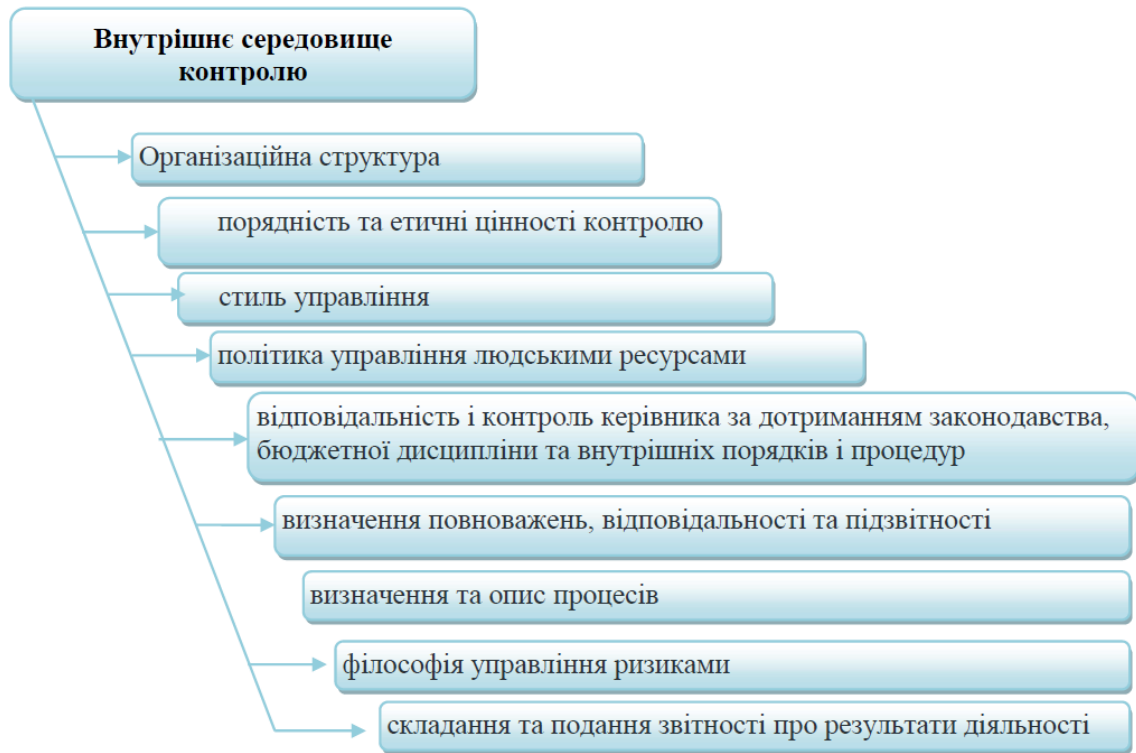 Внутрішнє середовище
контролю
Організаційна структура
порядність та етичні цінності контролю
стиль управління
політика управління людськими ресурсами
відповідальність і контроль керівника за дотриманням законодавства,
бюджетної дисципліни та внутрішніх порядків і процедур
визначення повноважень, відповідальності та підзвітності
визначення та опис процесів
філософія управління ризиками
складання та подання звітності про результати діяльності